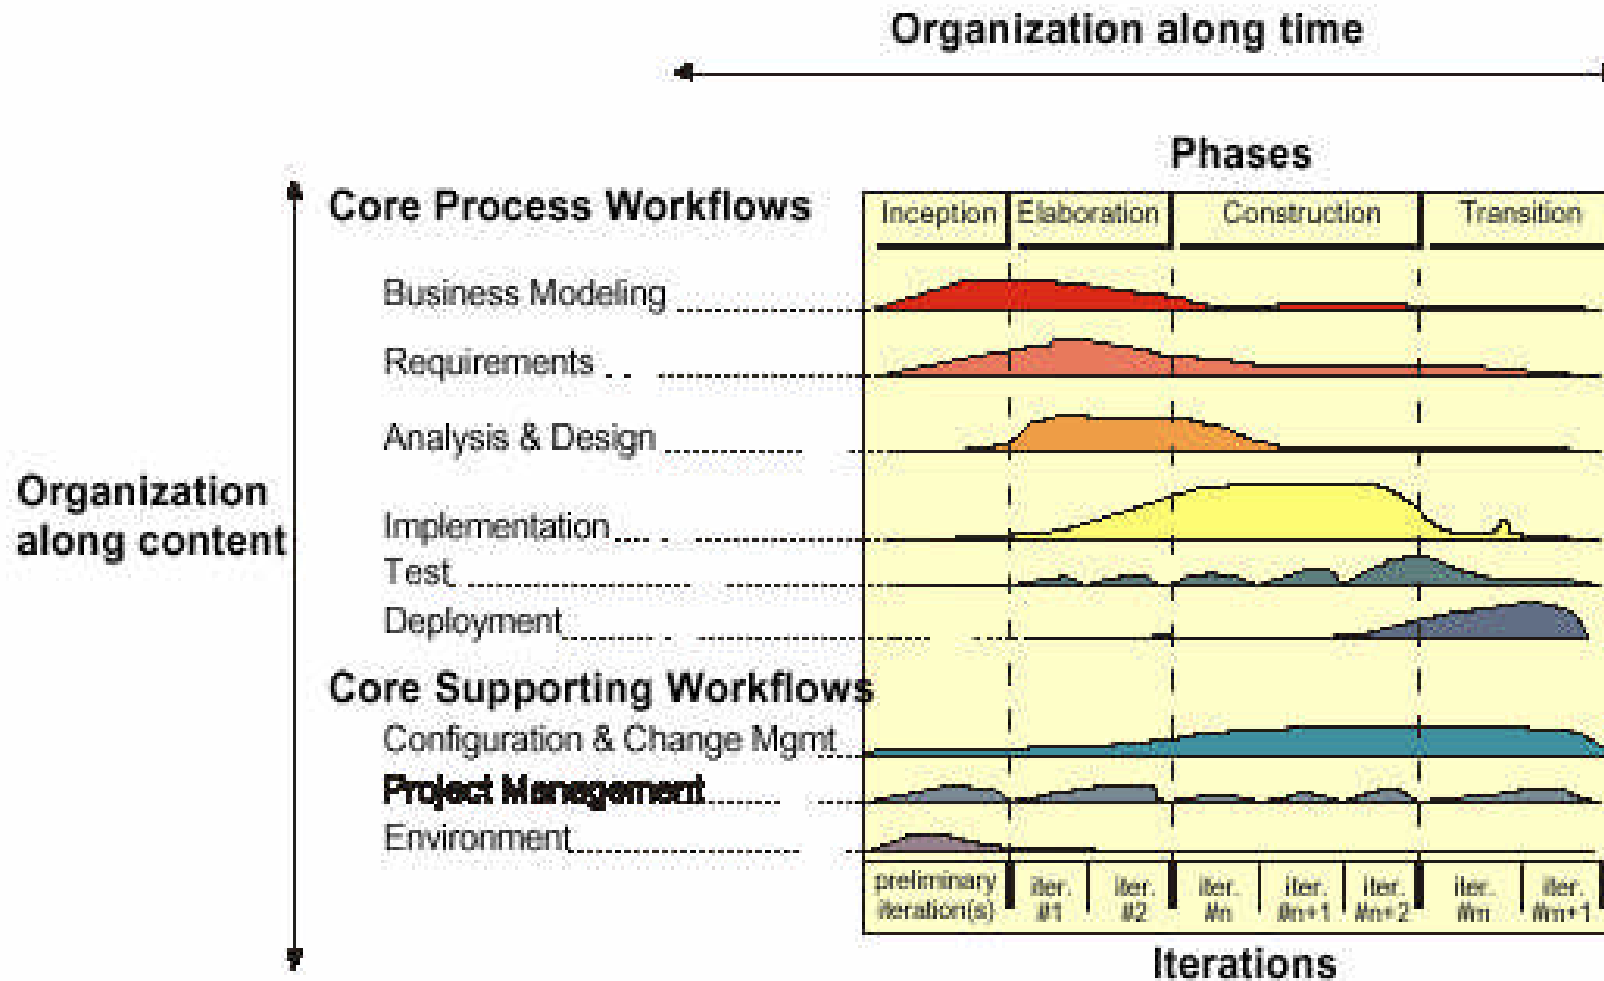 Organization along time
Phases
Core Process Workflows
Inception Elaboration Construction Transition
Business Modeling
Requirements
Analysis & Design
Organization
along content
Implementation
Test
Deployment
Core Supporting Workflows
Configuration & Change Mgmt
Project Management
Environment
preliminary
iteration(s)
iter.
#1
iter.
#2
iter.
#n
iter.
#n+1
iter.
#n+2
iter.
#m
iter.
#m+1
Iterations